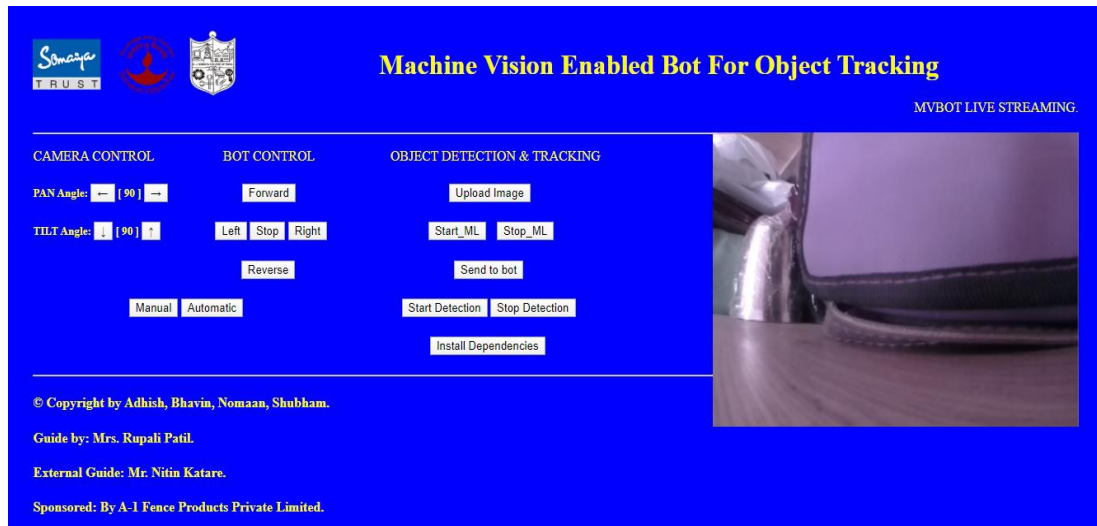 Somaiya
TRUST
Machine Vision Enabled Bot For Object Tracking
MVBOT LIVE STREAMING.
CAMERA CONTROL BOT CONTROL OBJECT DETECTION & TRACKING
PAN Angle: ← [ 90 ] → Forward Upload Image
TILT Angle: ↓ [ 90 ] ↑ Left Stop Right Start_ML Stop_ML
Reverse Send to bot
Manual Automatic Start Detection Stop Detection
Install Dependencies
© Copyright by Adhish, Bhavin, Nomaan, Shubham.
Guide by: Mrs. Rupali Patil.
External Guide: Mr. Nitin Katare.
Sponsored: By A-1 Fence Products Private Limited.